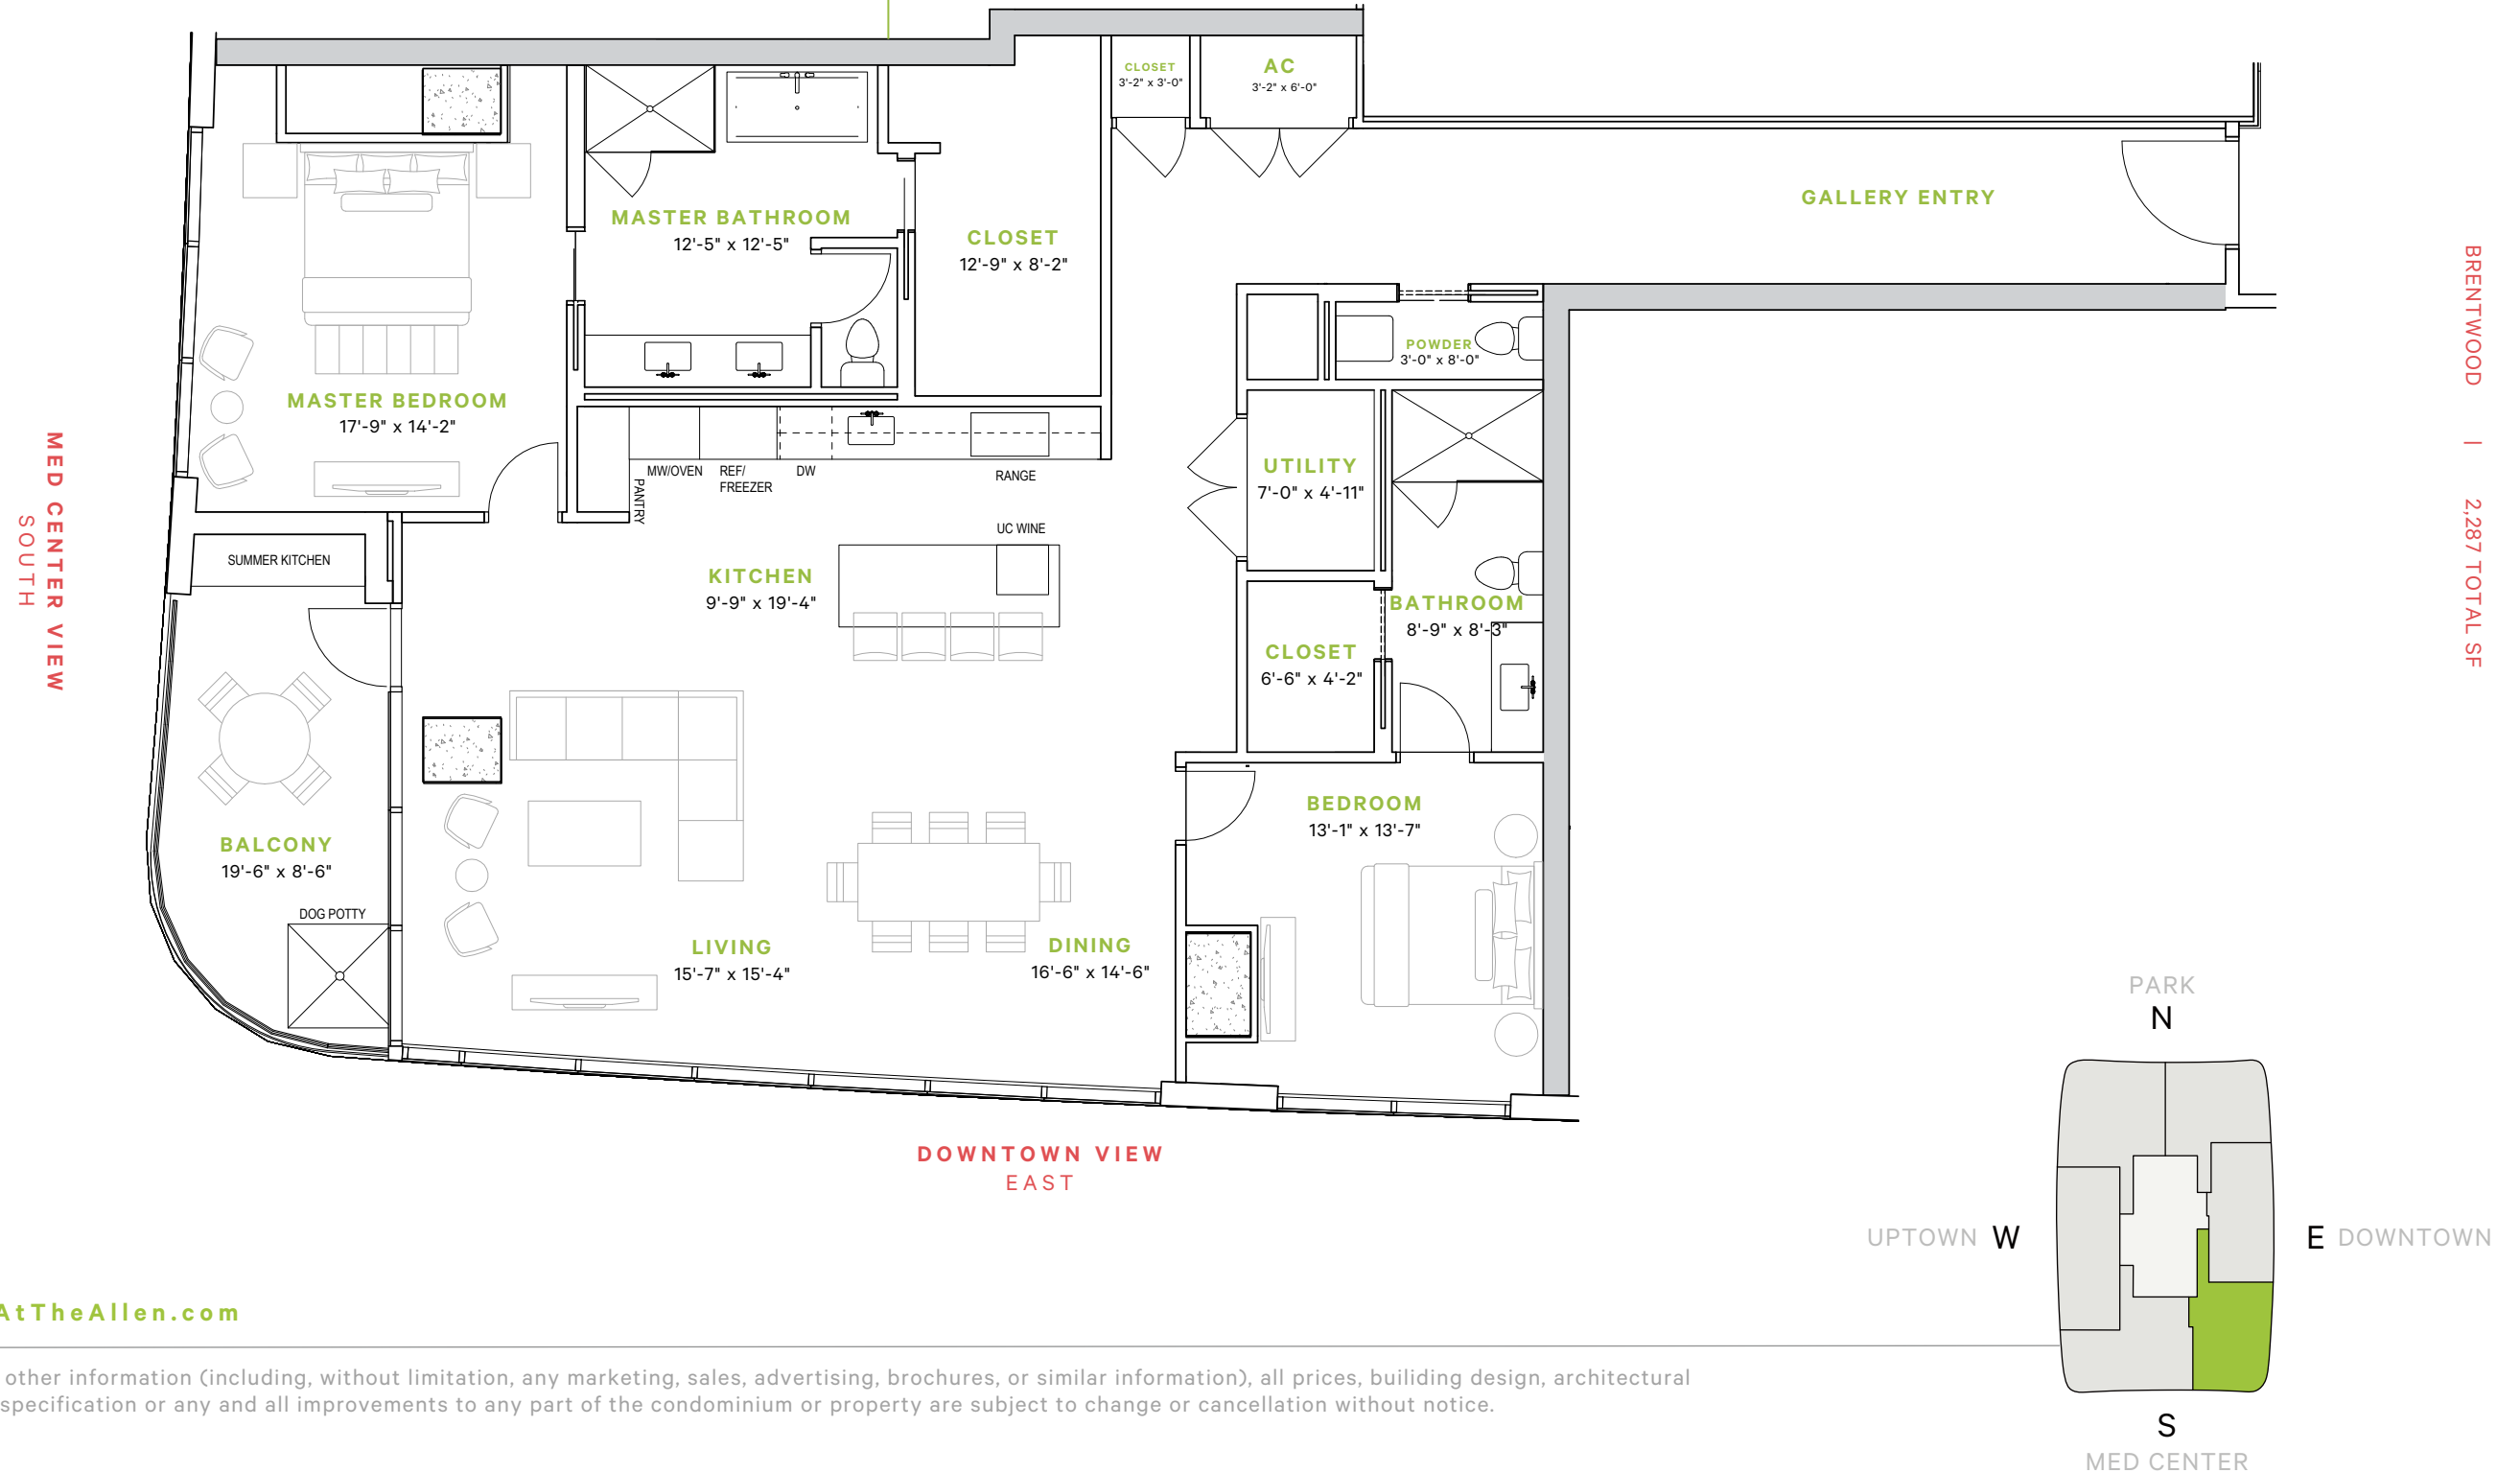 CLOSET
3'-2" x 3'-0"
AC
3'-2" x 6'-0"
GALLERY ENTRY
MASTER BATHROOM
12'-5" x 12'-5"
CLOSET
12'-9" x 8'-2"
POWDER
3'-0" x 8'-0"
MASTER BEDROOM
17'-9" x 14'-2"
MW/OVEN
REF/
FREEZER
DW
RANGE
PANTRY
UTILITY
7'-0" x 4'-11"
UC WINE
SUMMER KITCHEN
KITCHEN
9'-9" x 19'-4"
BATHROOM
8'-9" x 8'-3"
CLOSET
6'-6" x 4'-2"
BEDROOM
13'-1" x 13'-7"
BALCONY
19'-6" x 8'-6"
DOG POTTY
LIVING
15'-7" x 15'-4"
DINING
16'-6" x 14'-6"
MED CENTER VIEW
SOUTH
BRENTWOOD | 2,287 TOTAL SF
DOWNTOWN VIEW
EAST
PARK
N
UPTOWN W
E DOWNTOWN
S
MED CENTER
AtTheAllen.com
other information (including, without limitation, any marketing, sales, advertising, brochures, or similar information), all prices, builiding design, architectural
specification or any and all improvements to any part of the condominium or property are subject to change or cancellation without notice.